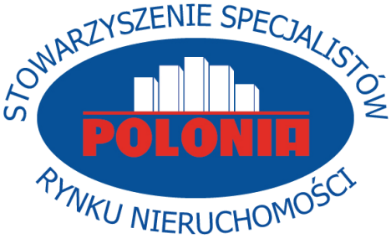 STOWARZYSZENIE SPECJALISTÓW
POLONIA
RYNKU NIERUCHOMOŚCI